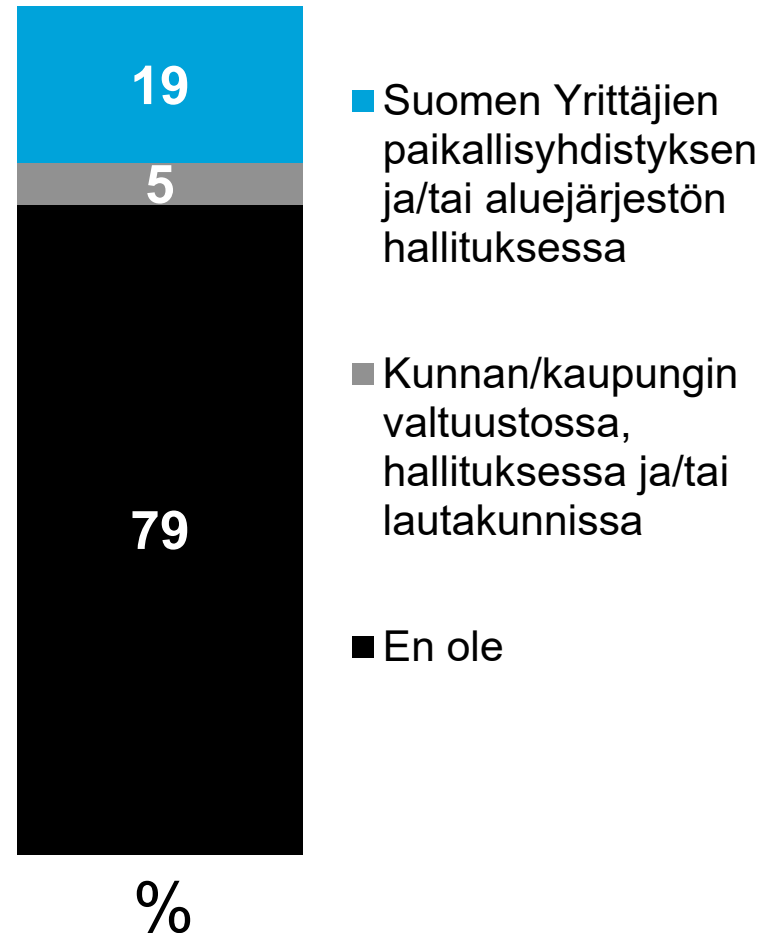 19
5
79
%
Suomen Yrittäjien
paikallisyhdistyksen
ja/tai aluejärjestön
hallituksessa
Kunnan/kaupungin
valtuustossa,
hallituksessa ja/tai
lautakunnissa
En ole